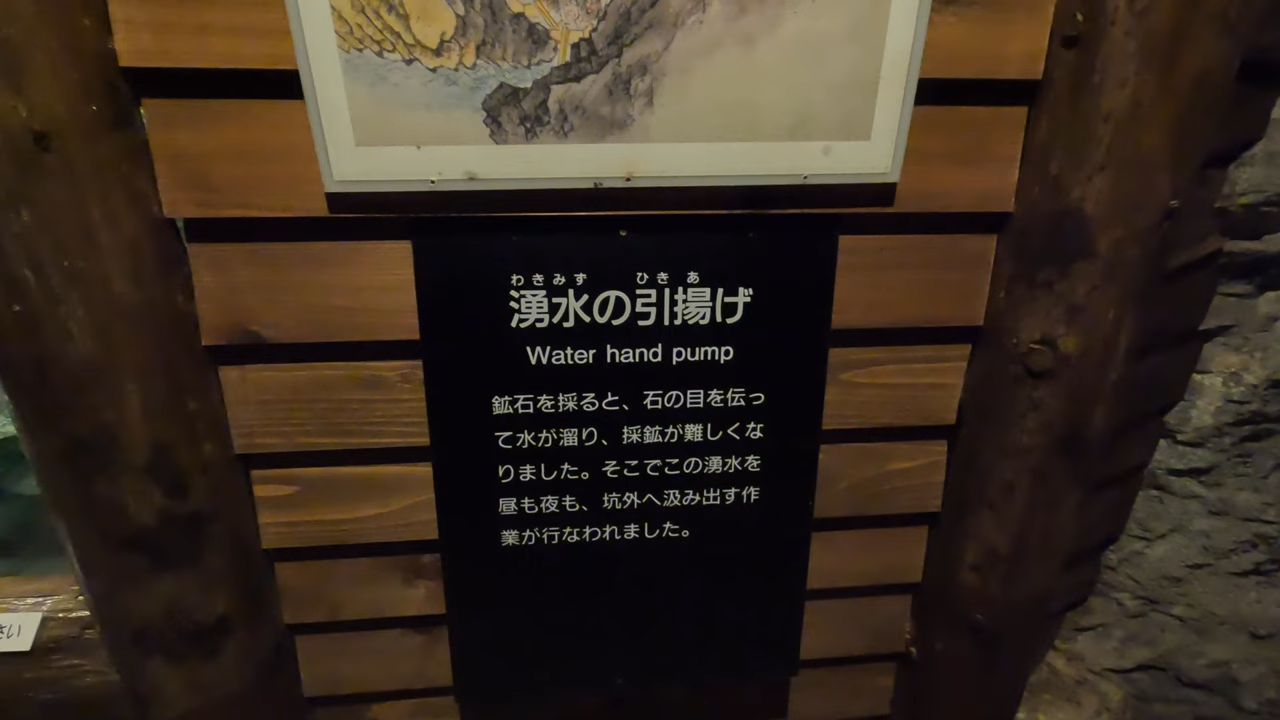 わきみず ひき あ
湧水の引揚げ
Water hand pump
鉱石を採ると、石の目を伝っ
て水が溜り、採鉱が難しくな
りました。そこでこの湧水を
昼も夜も、坑外へ汲み出す作
業が行なわれました。
さい